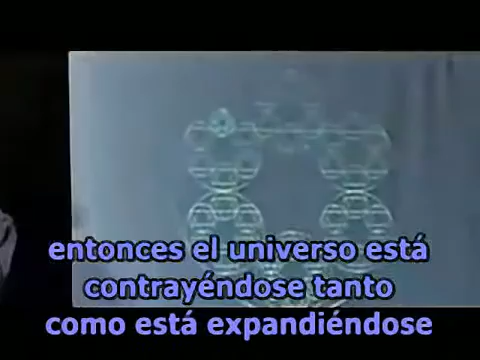 entonces el universo está
contrayéndose tanto
como está expandiéndose